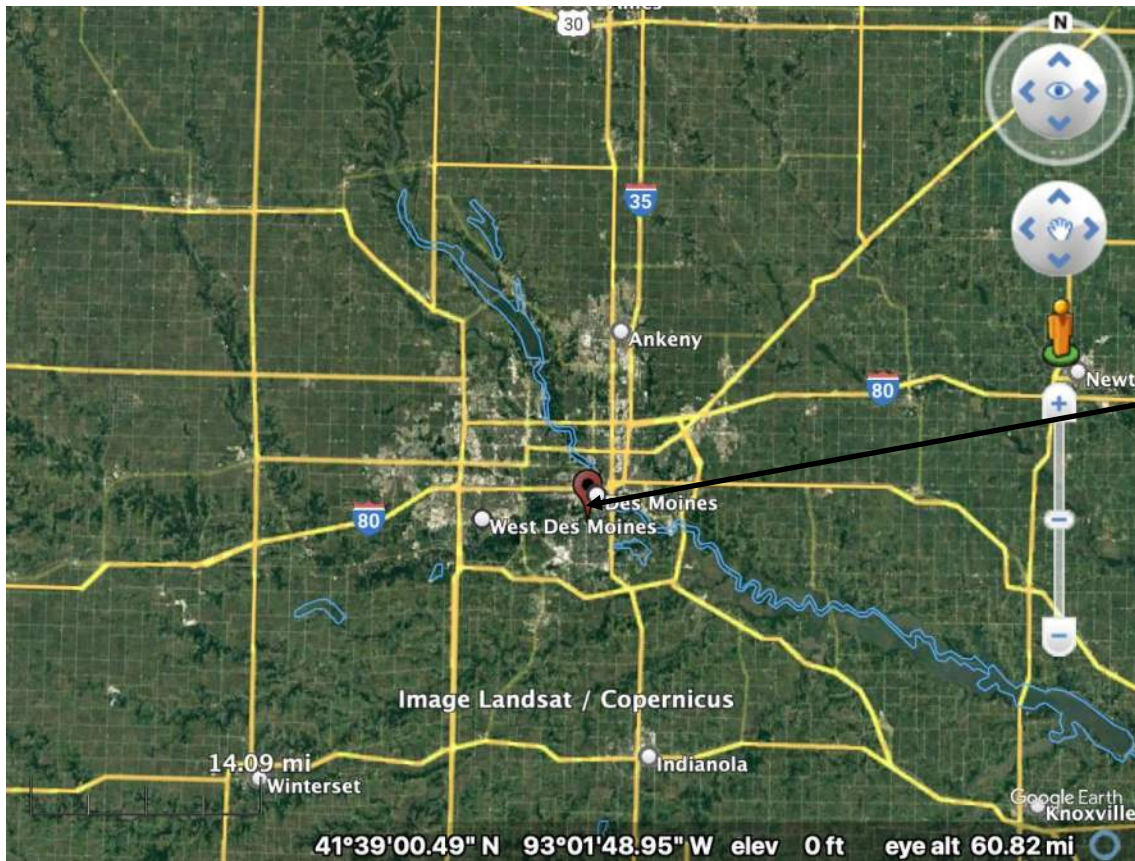 30
N
35
Ankeny
80
Newt
Des Moines
80
West Des Moines
Image Landsat / Copernicus
14.09 mi
Indianola
Winterset
Google Earth
Knoxville
41°39'00.49" N 93°01'48.95" W elev 0 ft eye alt 60.82 mi